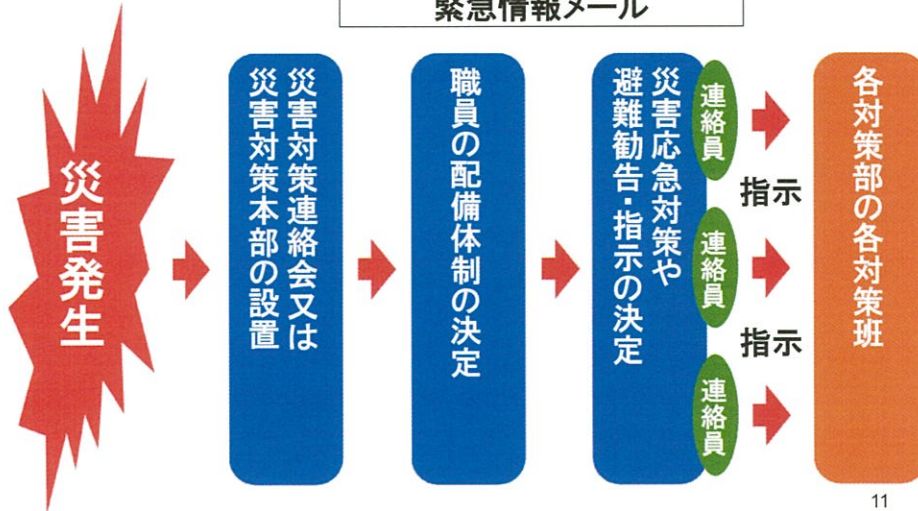 緊急情報メール
災害発生
災害対策連絡会又は
災害対策本部の設置
職員の配備体制の決定
災害応急対策や
避難勧告・指示の決定
連絡員
指示
連絡員
指示
連絡員
各対策部の各対策班
11